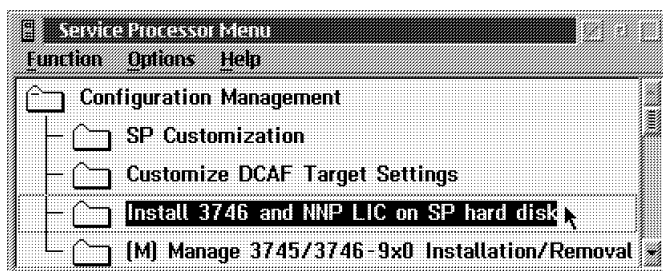 Service Processor Menu
Function Options Help
Configuration Management
SP Customization
Customize DCAF Target Settings
Install 3746 and NNP LIC on SP hard disk
(M) Manage 3745/3746-9x0 Installation/Removal